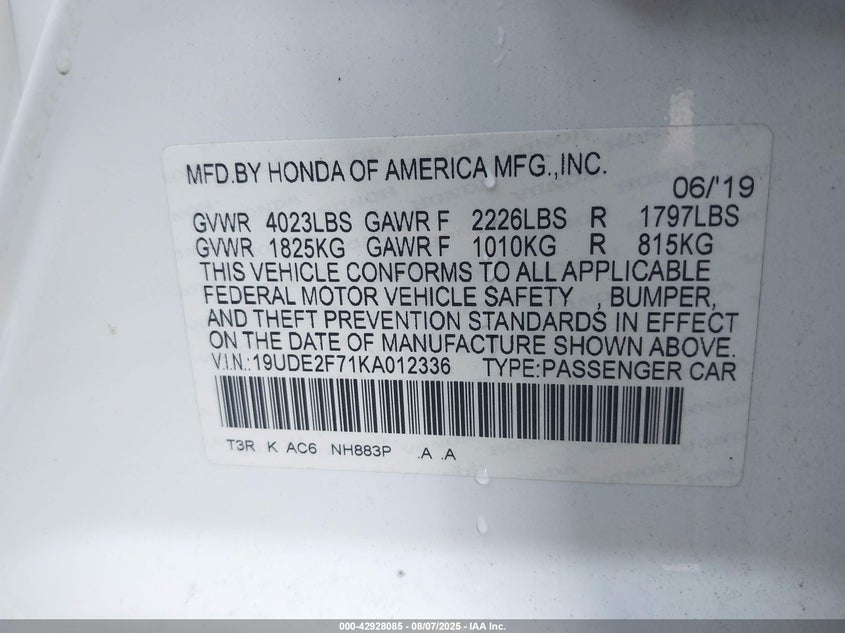 MFD.BY HONDA OF AMERICA MFG.,INC.
06/'19
GVWR 4023LBS GAWR F 2226LBS R 1797LBS
GVWR 1825KG GAWR F 1010KG R 815KG
THIS VEHICLE CONFORMS TO ALL APPLICABLE
FEDERAL MOTOR VEHICLE SAFETY , BUMPER,
AND THEFT PREVENTION STANDARDS IN EFFECT
ON THE DATE OF MANUFACTURE SHOWN ABOVE.
V.I.N.:19UDE2F71KA012336 TYPE:PASSENGER CAR
T3R K AC6 NH883P .A .A
000-42928085 | 08/07/2025 - IAA Inc.